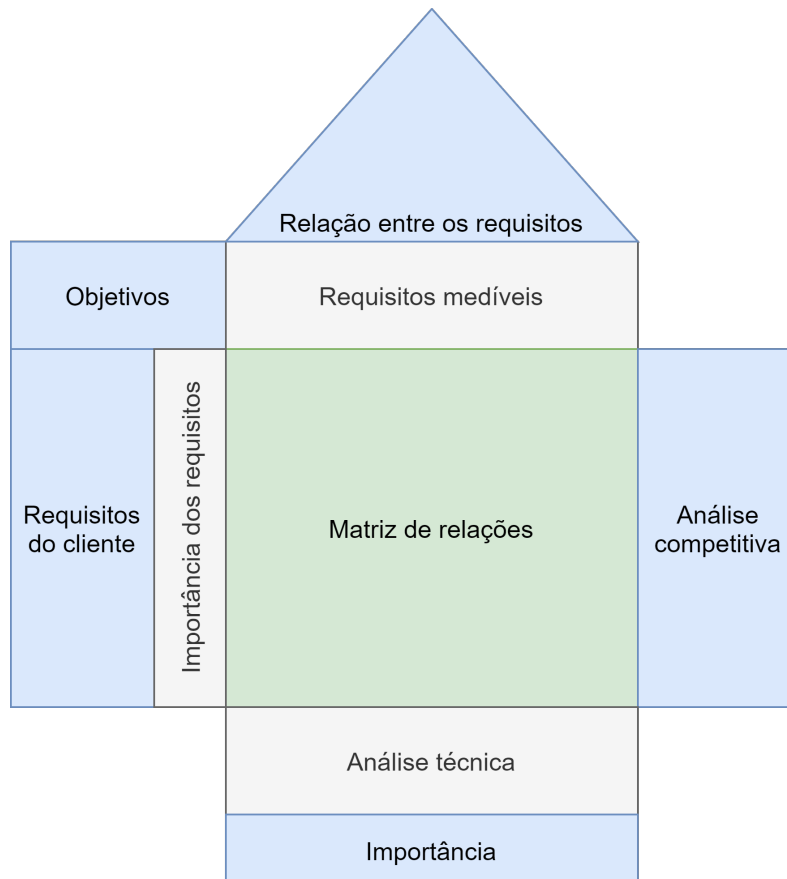 Relação entre os requisitos
Objetivos
Requisitos medíveis
Requisitos
do cliente
Importância dos requisitos
Matriz de relações
Análise
competitiva
Análise técnica
Importância